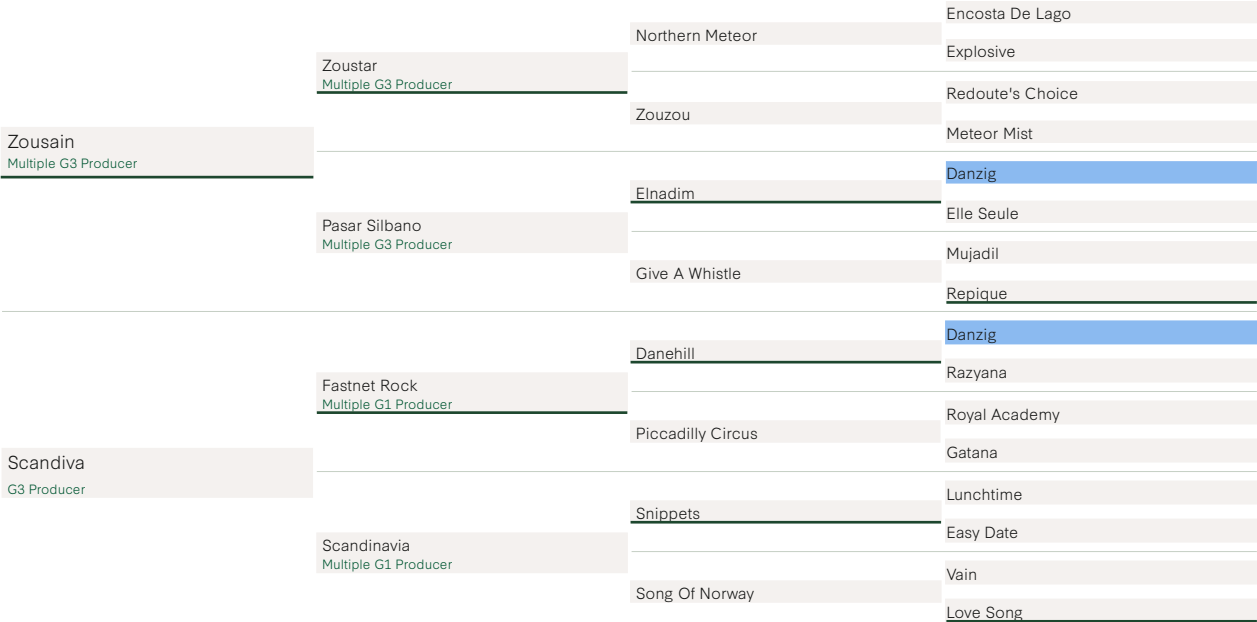 Zousain
Multiple G3 Producer
Scandiva
G3 Producer
Zoustar
Multiple G3 Producer
Pasar Silbano
Multiple G3 Producer
Fastnet Rock
Multiple G1 Producer
Scandinavia
Multiple G1 Producer
Northern Meteor
Zouzou
Elnadim
Give A Whistle
Danehill
Piccadilly Circus
Snippets
Song Of Norway
Encosta De Lago
Explosive
Redoute's Choice
Meteor Mist
Danzig
Elle Seule
Mujadil
Repique
Danzig
Razyana
Royal Academy
Gatana
Lunchtime
Easy Date
Vain
Love Song